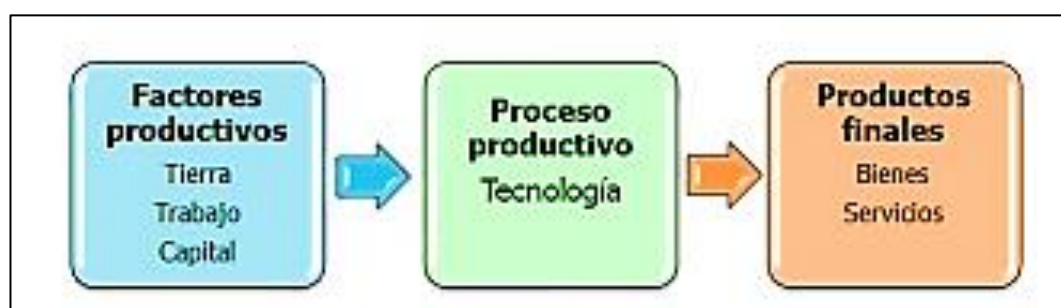 Factores
productivos
Tierra
Trabajo
Capital
Proceso
productivo
Tecnología
Productos
finales
Bienes
Servicios